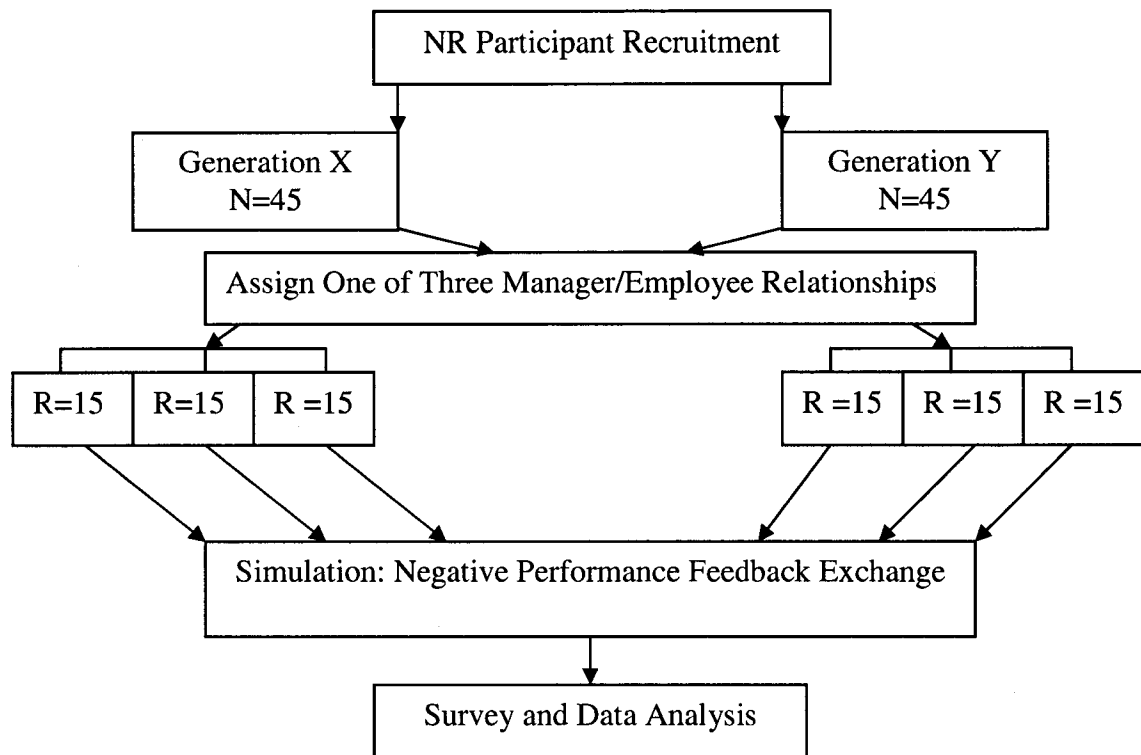 NR Participant Recruitment
Generation X
N=45
Generation Y
N=45
Assign One of Three Manager/Employee Relationships
R=15
R=15
R =15
R =15
R =15
R =15
Simulation: Negative Performance Feedback Exchange
Survey and Data Analysis